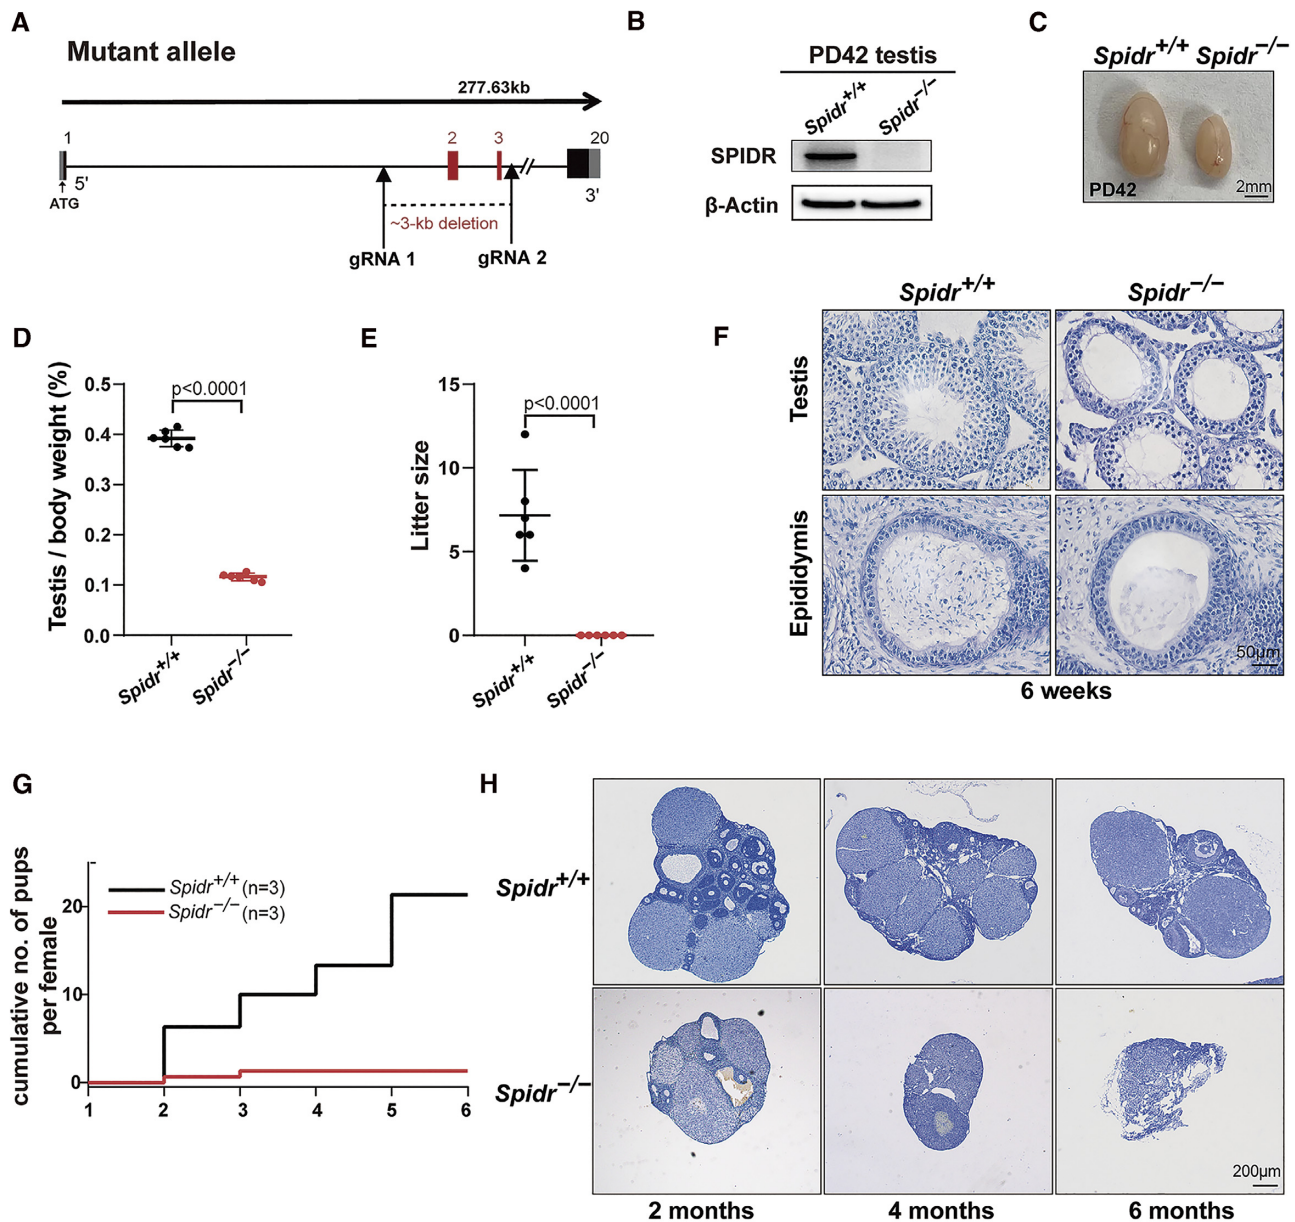 A
Mutant allele
277.63kb
1
2
3
20
5'
3'
ATG
~3-kb deletion
gRNA 1
gRNA 2
B
PD42 testis
Spidr+/+
Spidr−/−
SPIDR
β-Actin
C
Spidr+/+ Spidr−/−
PD42
2mm
D
Testis / body weight (%)
0.5
0.4
0.3
0.2
0.1
0.0
p<0.0001
Spidr+/+
Spidr−/−
E
Litter size
15
10
5
0
p<0.0001
Spidr+/+
Spidr−/−
F
Spidr+/+
Spidr−/−
Testis
Epididymis
50μm
6 weeks
G
cumulative no. of pups
per female
20
10
0
Spidr+/+ (n=3)
Spidr−/− (n=3)
1 2 3 4 5 6
H
Spidr+/+
Spidr−/−
200μm
2 months
4 months
6 months